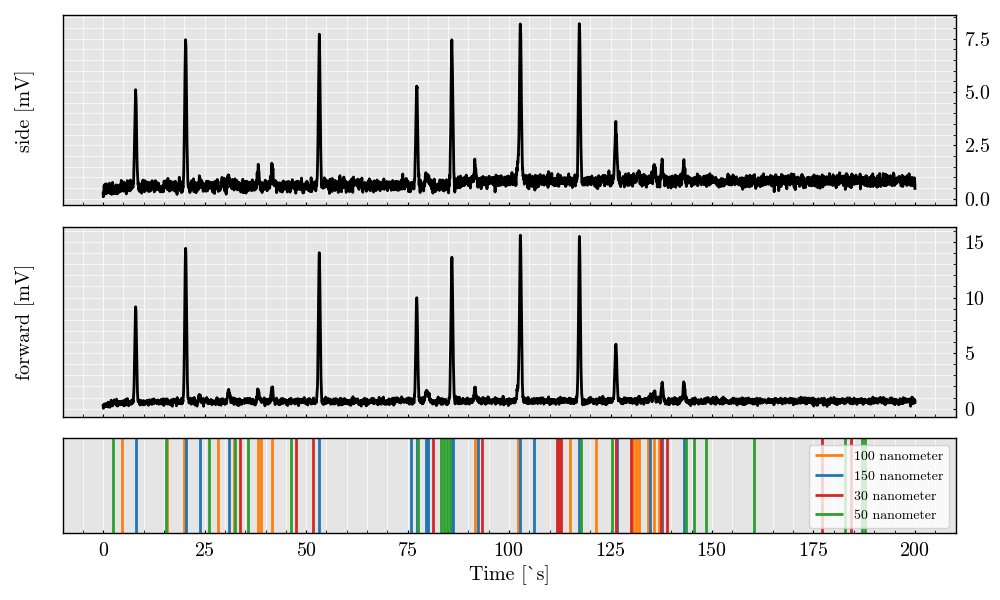 side [mV]
7.5
5.0
2.5
0.0
forward [mV]
15
10
5
0
100 nanometer
150 nanometer
30 nanometer
50 nanometer
0 25 50 75 100 125 150 175 200
Time [`s]